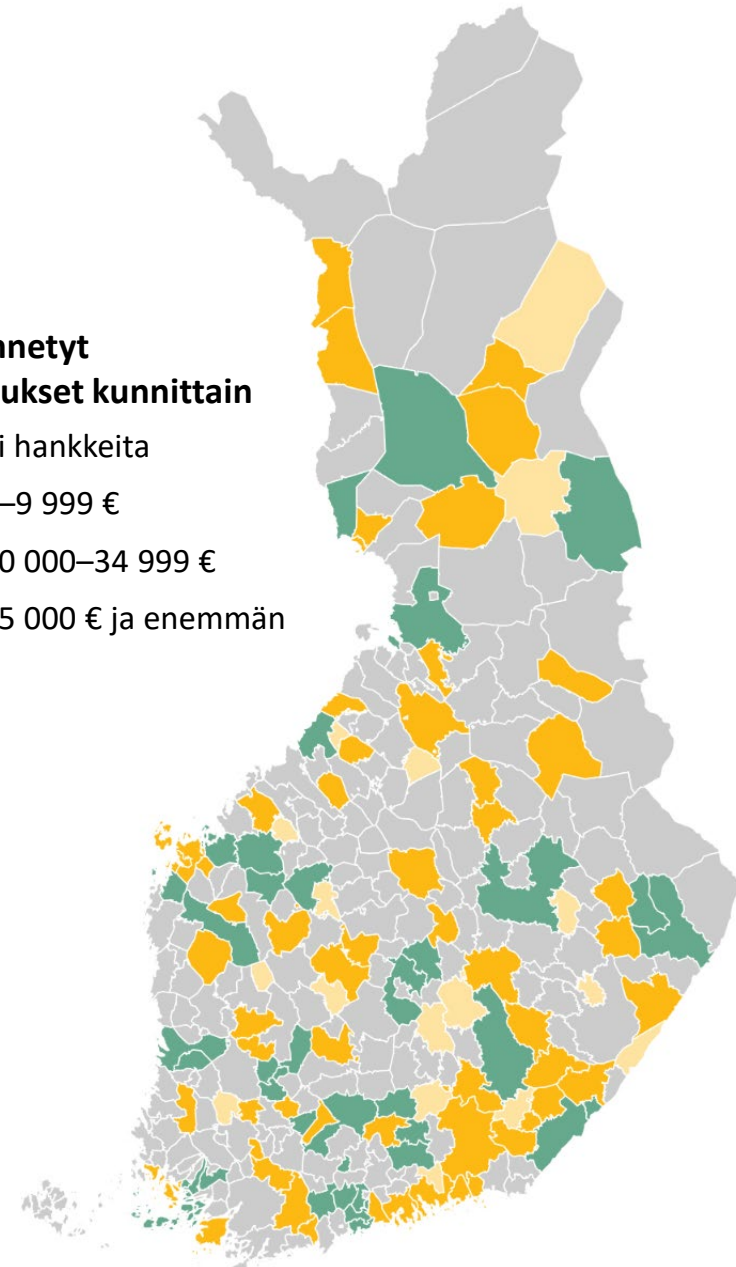 nnetyt
ukset kunnittain
i hankkeita
–9 999 €
0 000–34 999 €
5 000 € ja enemmän